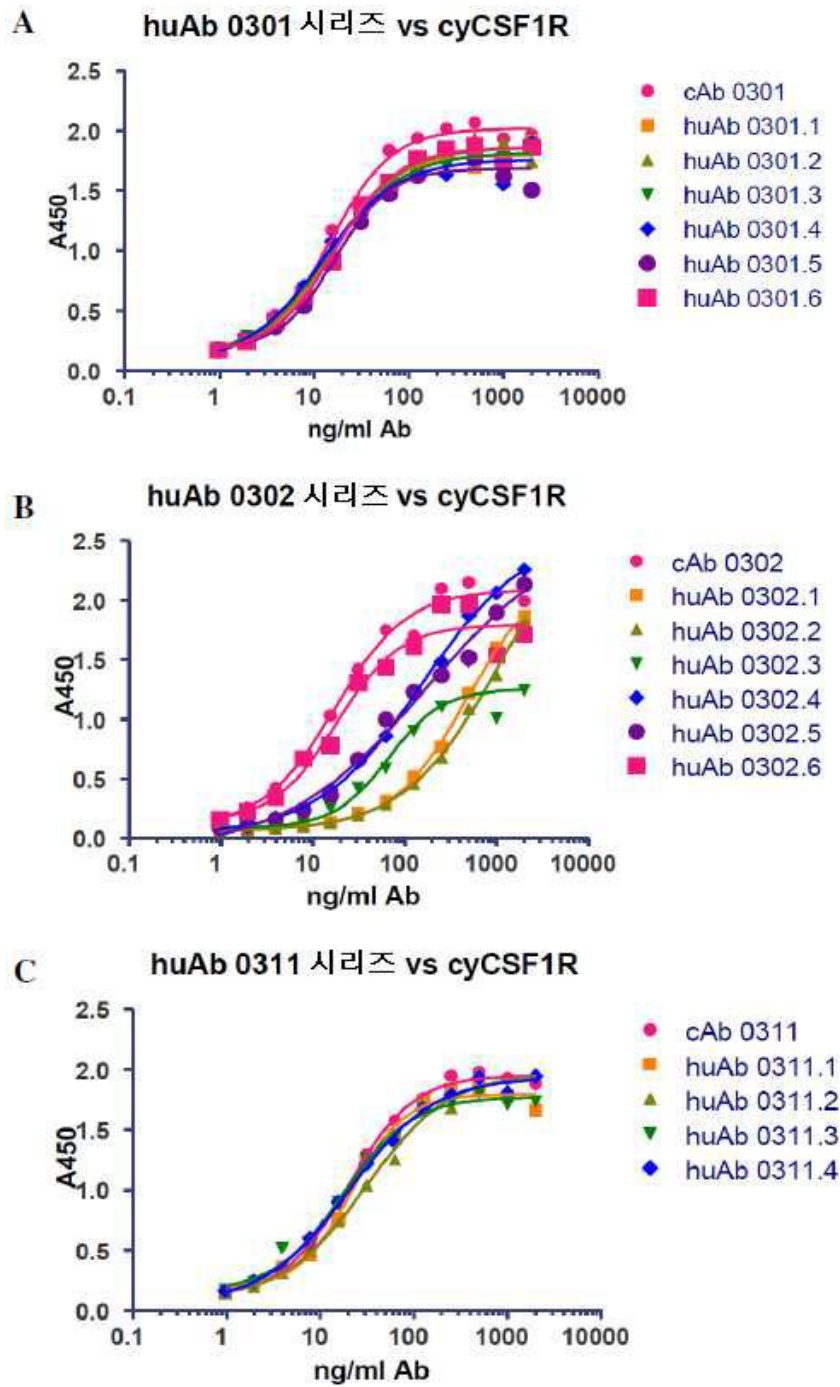 A
huAb 0301 시리즈 vs cyCSF1R
2.5
2.0
1.5
1.0
0.5
0.0
A450
0.1 1 10 100 1000 10000
ng/ml Ab
cAb 0301
huAb 0301.1
huAb 0301.2
huAb 0301.3
huAb 0301.4
huAb 0301.5
huAb 0301.6
B
huAb 0302 시리즈 vs cyCSF1R
2.5
2.0
1.5
1.0
0.5
0.0
A450
0.1 1 10 100 1000 10000
ng/ml Ab
cAb 0302
huAb 0302.1
huAb 0302.2
huAb 0302.3
huAb 0302.4
huAb 0302.5
huAb 0302.6
C
huAb 0311 시리즈 vs cyCSF1R
2.5
2.0
1.5
1.0
0.5
0.0
A450
0.1 1 10 100 1000 10000
ng/ml Ab
cAb 0311
huAb 0311.1
huAb 0311.2
huAb 0311.3
huAb 0311.4